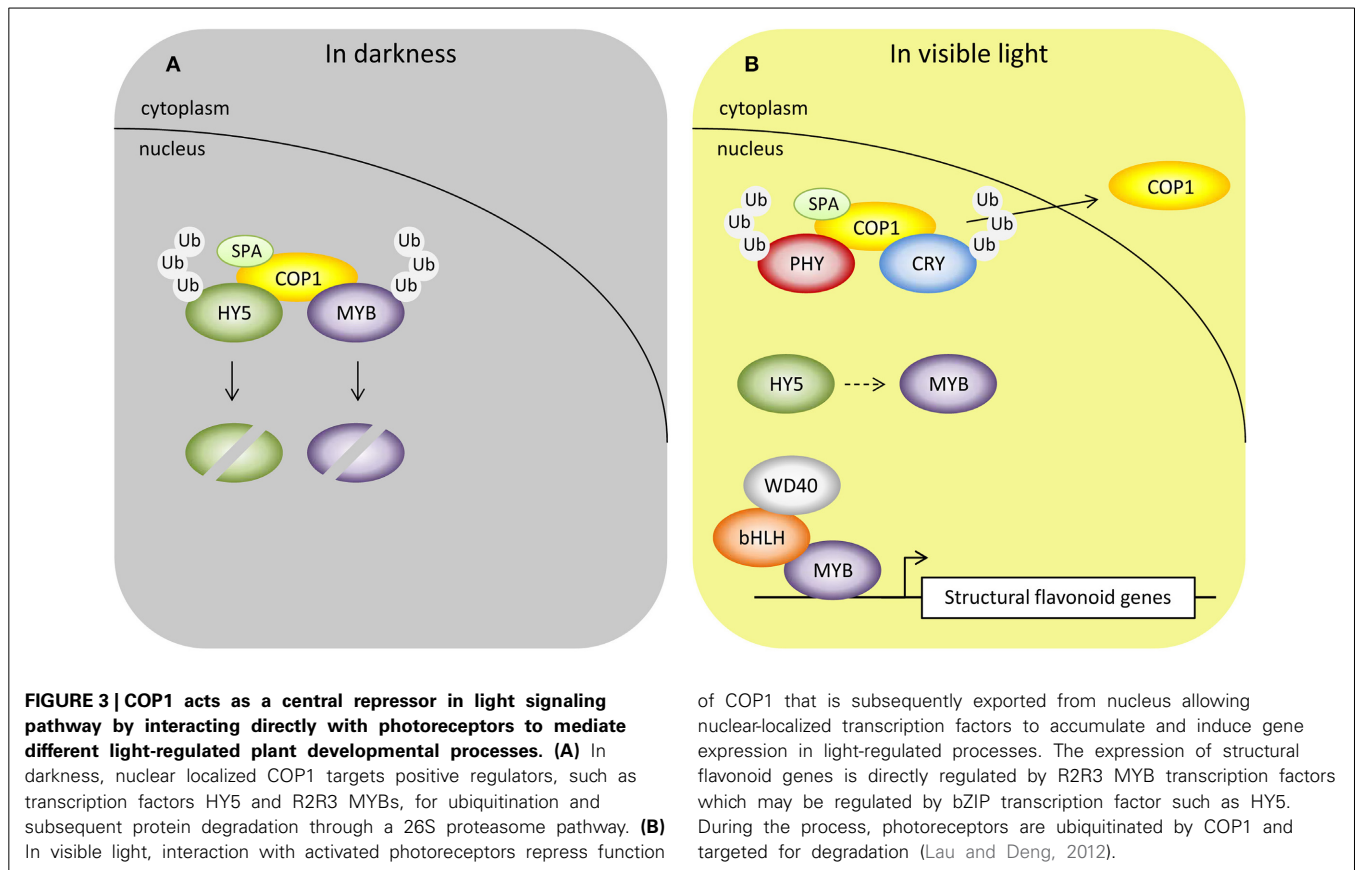 A
In darkness
cytoplasm
nucleus
Ub
Ub
Ub
SPA
COP1
Ub
Ub
Ub
HY5
MYB
B
In visible light
cytoplasm
nucleus
COP1
Ub
Ub
Ub
SPA
COP1
Ub
Ub
Ub
PHY
CRY
HY5
MYB
WD40
bHLH
MYB
Structural flavonoid genes
FIGURE 3 | COP1 acts as a central repressor in light signaling
pathway by interacting directly with photoreceptors to mediate
different light-regulated plant developmental processes. (A) In
darkness, nuclear localized COP1 targets positive regulators, such as
transcription factors HY5 and R2R3 MYBs, for ubiquitination and
subsequent protein degradation through a 26S proteasome pathway. (B)
In visible light, interaction with activated photoreceptors repress function
of COP1 that is subsequently exported from nucleus allowing
nuclear-localized transcription factors to accumulate and induce gene
expression in light-regulated processes. The expression of structural
flavonoid genes is directly regulated by R2R3 MYB transcription factors
which may be regulated by bZIP transcription factor such as HY5.
During the process, photoreceptors are ubiquitinated by COP1 and
targeted for degradation (Lau and Deng, 2012).